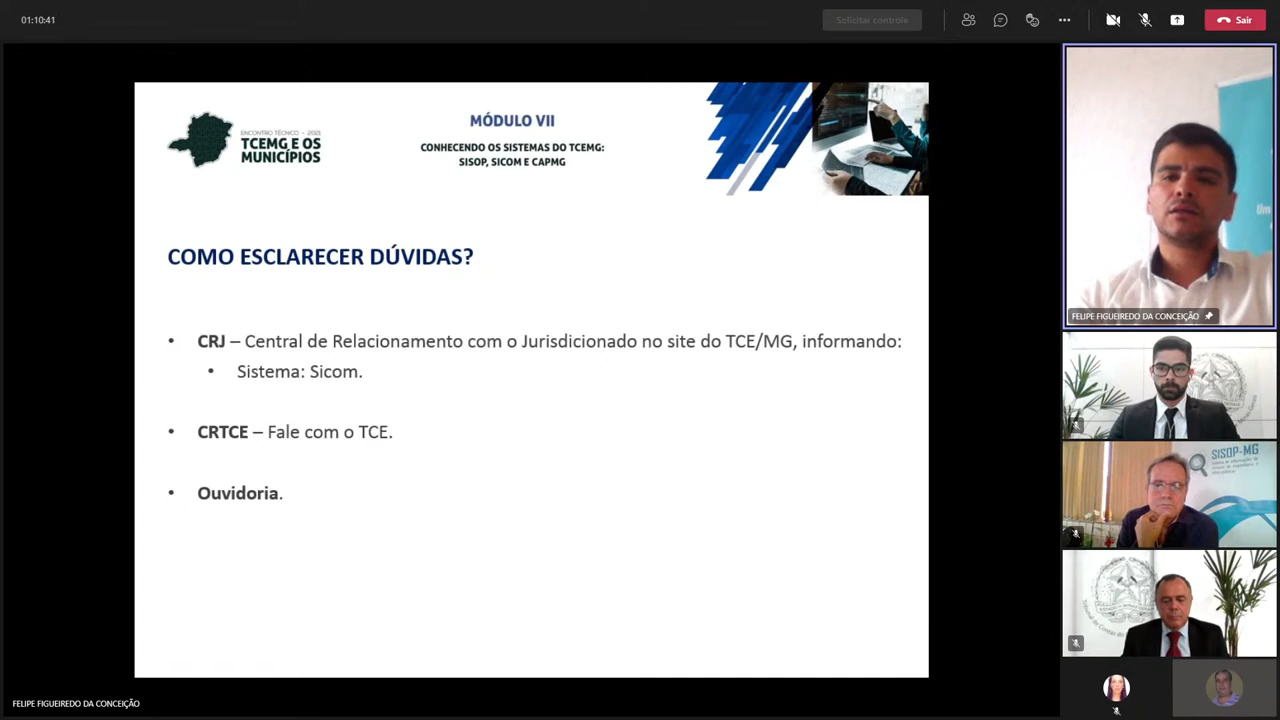 01:10:41
Solicitar controle
Sair
ENCONTRO TÉCNICO - 2021
TCEMG E OS
MUNICÍPIOS
MÓDULO VII
CONHECENDO OS SISTEMAS DO TCEMG:
SISOP, SICOM E CAPMG
COMO ESCLARECER DÚVIDAS?
• CRJ – Central de Relacionamento com o Jurisdicionado no site do TCE/MG, informando:
• Sistema: Sicom.
• CRTCE – Fale com o TCE.
• Ouvidoria.
Um
FELIPE FIGUEIREDO DA CONCEIÇÃO
SISOP-MG
FELIPE FIGUEIREDO DA CONCEIÇÃO